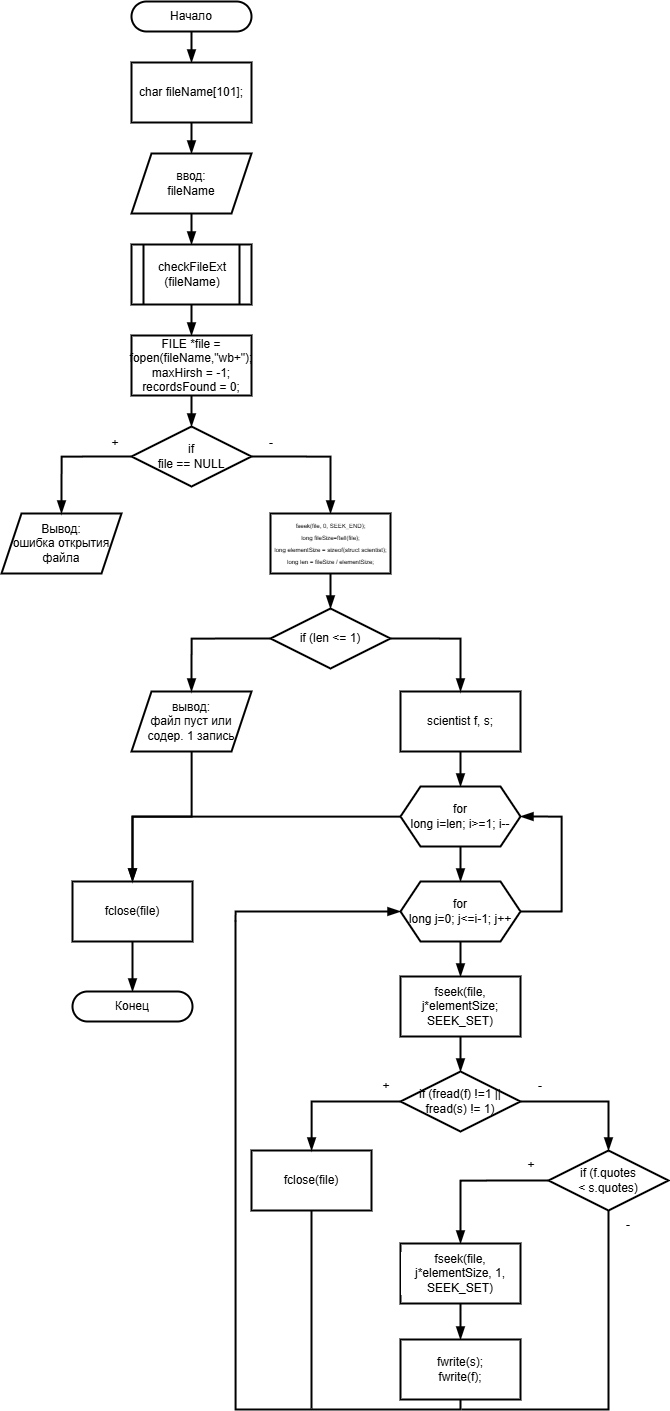 Начало
char fileName[101];
ввод:
fileName
checkFileExt
(fileName)
FILE *file =
fopen(fileName,"wb+");
maxHirsh = -1;
recordsFound = 0;
if
file == NULL
+
-
Вывод:
ошибка открытия
файла
fseek(file, 0, SEEK_END);
long fileSize=ftell(file);
long elementSize = sizeof(struct scientist);
long len = fileSize / elementSize;
if (len <= 1)
вывод:
файл пуст или
содер. 1 запись
scientist f, s;
for
long i=len; i>=1; i--
fclose(file)
for
long j=0; j<=i-1; j++
Конец
fseek(file,
j*elementSize;
SEEK_SET)
if (fread(f) !=1 ||
fread(s) != 1)
+
-
fclose(file)
if (f.quotes
< s.quotes)
+
-
fseek(file,
j*elementSize, 1,
SEEK_SET)
fwrite(s);
fwrite(f);